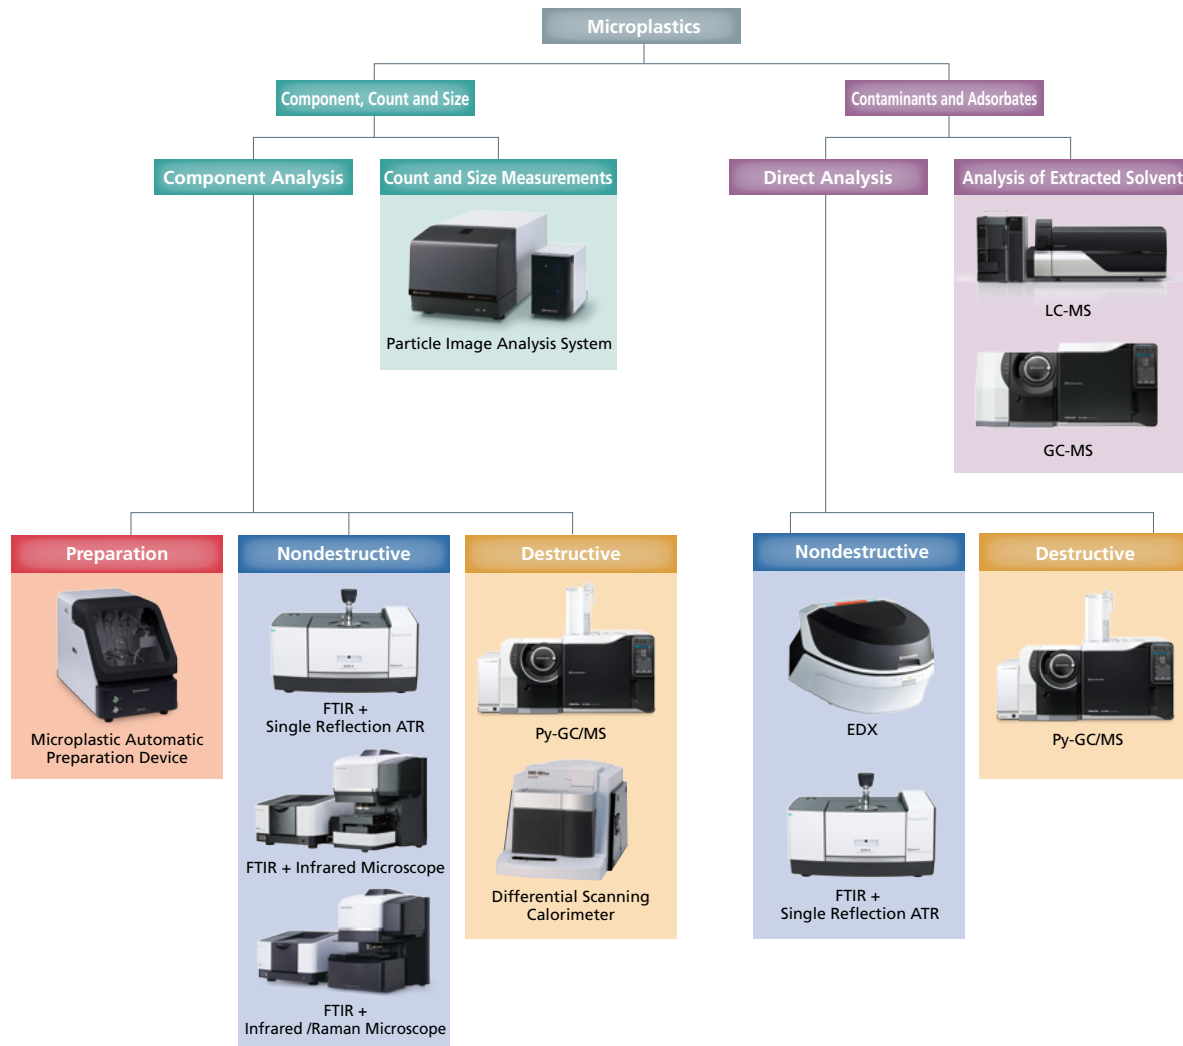 Microplastics
Component, Count and Size
Contaminants and Adsorbates
Component Analysis
Count and Size Measurements
Direct Analysis
Analysis of Extracted Solvent
Particle Image Analysis System
LC-MS
GC-MS
Preparation
Nondestructive
Destructive
Nondestructive
Destructive
Microplastic Automatic
Preparation Device
FTIR +
Single Reflection ATR
FTIR + Infrared Microscope
FTIR +
Infrared /Raman Microscope
Py-GC/MS
Differential Scanning
Calorimeter
EDX
FTIR +
Single Reflection ATR
Py-GC/MS